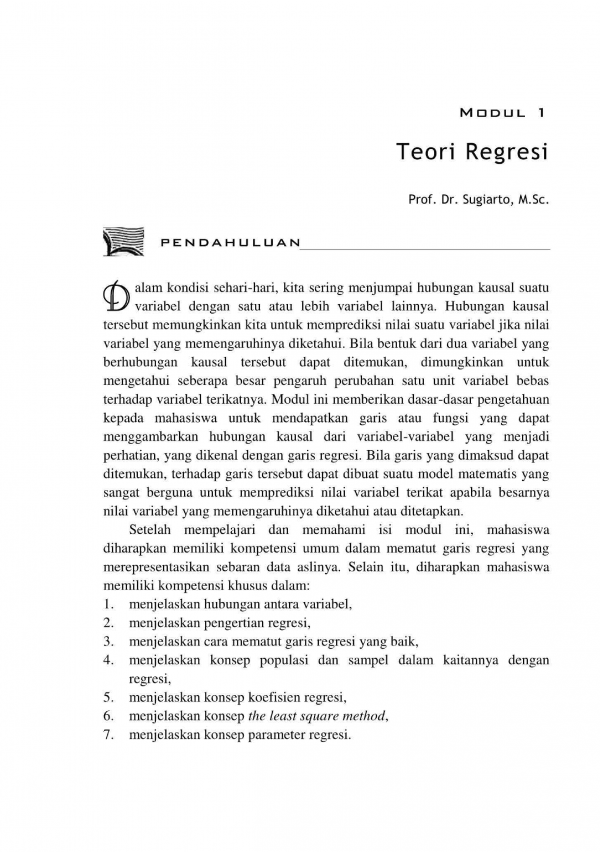 MODUL 1
Teori Regresi
Prof. Dr. Sugiarto, M.Sc.
PENDAHULUAN
Dalam kondisi sehari-hari, kita sering menjumpai hubungan kausal suatu
variabel dengan satu atau lebih variabel lainnya. Hubungan kausal
tersebut memungkinkan kita untuk memprediksi nilai suatu variabel jika nilai
variabel yang memengaruhinya diketahui. Bila bentuk dari dua variabel yang
berhubungan kausal tersebut dapat ditemukan, dimungkinkan untuk
mengetahui seberapa besar pengaruh perubahan satu unit variabel bebas
terhadap variabel terikatnya. Modul ini memberikan dasar-dasar pengetahuan
kepada mahasiswa untuk mendapatkan garis atau fungsi yang dapat
menggambarkan hubungan kausal dari variabel-variabel yang menjadi
perhatian, yang dikenal dengan garis regresi. Bila garis yang dimaksud dapat
ditemukan, terhadap garis tersebut dapat dibuat suatu model matematis yang
sangat berguna untuk memprediksi nilai variabel terikat apabila besarnya
nilai variabel yang memengaruhinya diketahui atau ditetapkan.
Setelah mempelajari dan memahami isi modul ini, mahasiswa
diharapkan memiliki kompetensi umum dalam mematut garis regresi yang
merepresentasikan sebaran data aslinya. Selain itu, diharapkan mahasiswa
memiliki kompetensi khusus dalam:
1. menjelaskan hubungan antara variabel,
2. menjelaskan pengertian regresi,
3. menjelaskan cara mematut garis regresi yang baik,
4. menjelaskan konsep populasi dan sampel dalam kaitannya dengan
regresi,
5. menjelaskan konsep koefisien regresi,
6. menjelaskan konsep the least square method,
7. menjelaskan konsep parameter regresi.